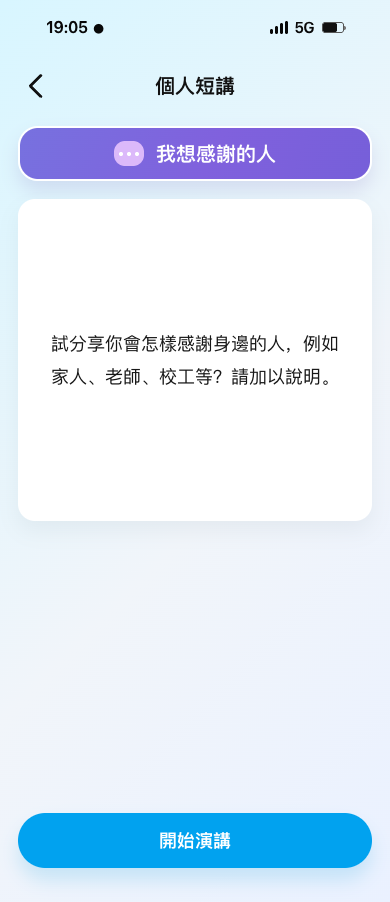 19:05
5G
個人短講
我想感謝的人
試分享你會怎樣感謝身邊的人，例如
家人、老師、校工等？請加以說明。
開始演講